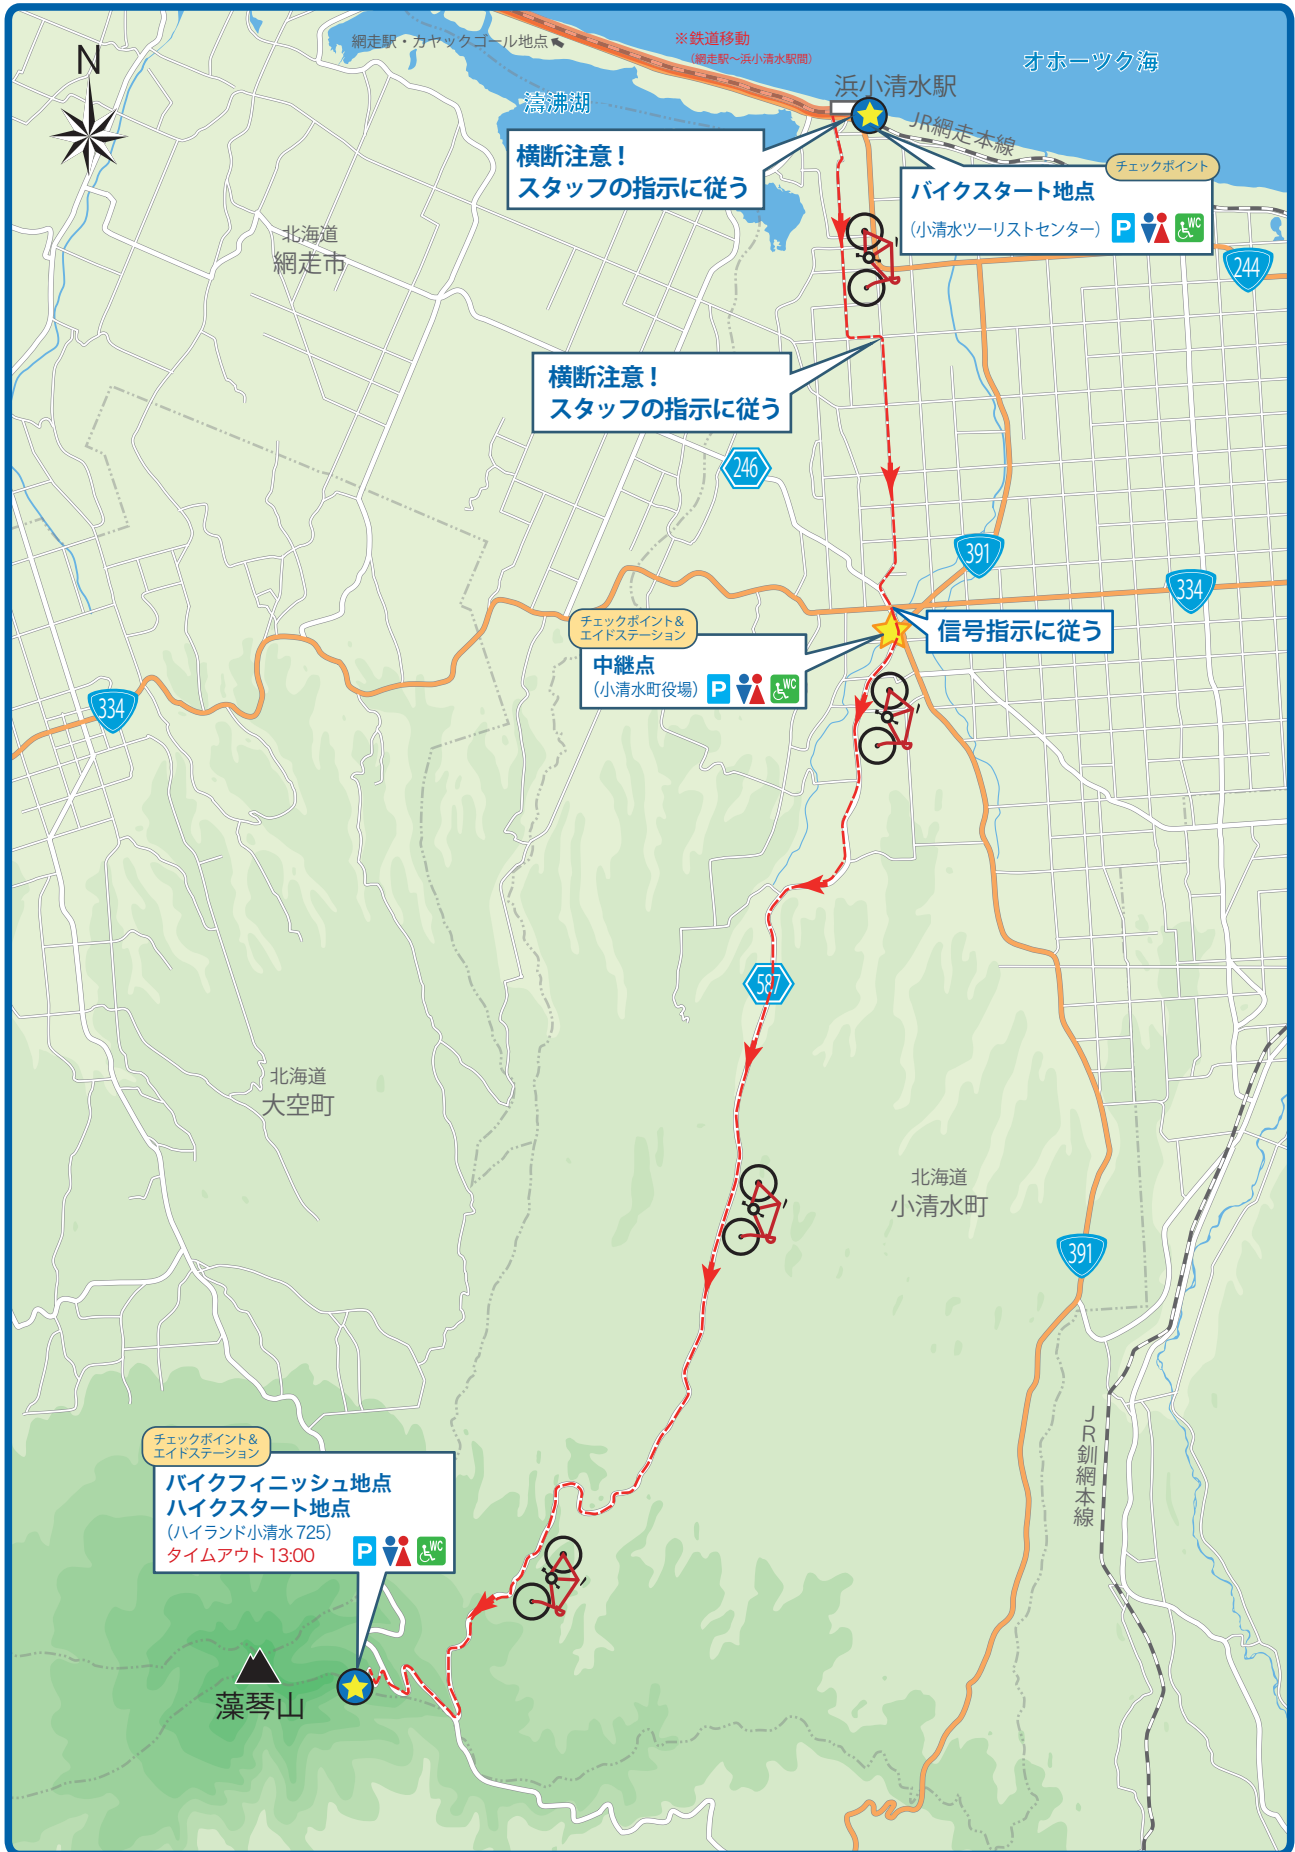 N
網走駅・カヤックゴール地点
※鉄道移動
(網走駅～浜小清水駅間)
オホーツク海
濤沸湖
浜小清水駅
JR網走本線
横断注意！
スタッフの指示に従う
チェックポイント
バイクスタート地点
(小清水ツーリストセンター)
P
WC
北海道
網走市
244
横断注意！
スタッフの指示に従う
246
391
334
チェックポイント＆
エイドステーション
中継点
(小清水町役場)
P
WC
信号指示に従う
334
587
北海道
大空町
北海道
小清水町
391
JR釧網本線
チェックポイント＆
エイドステーション
バイクフィニッシュ地点
ハイクスタート地点
(ハイランド小清水 725)
タイムアウト 13:00
P
WC
藻琴山